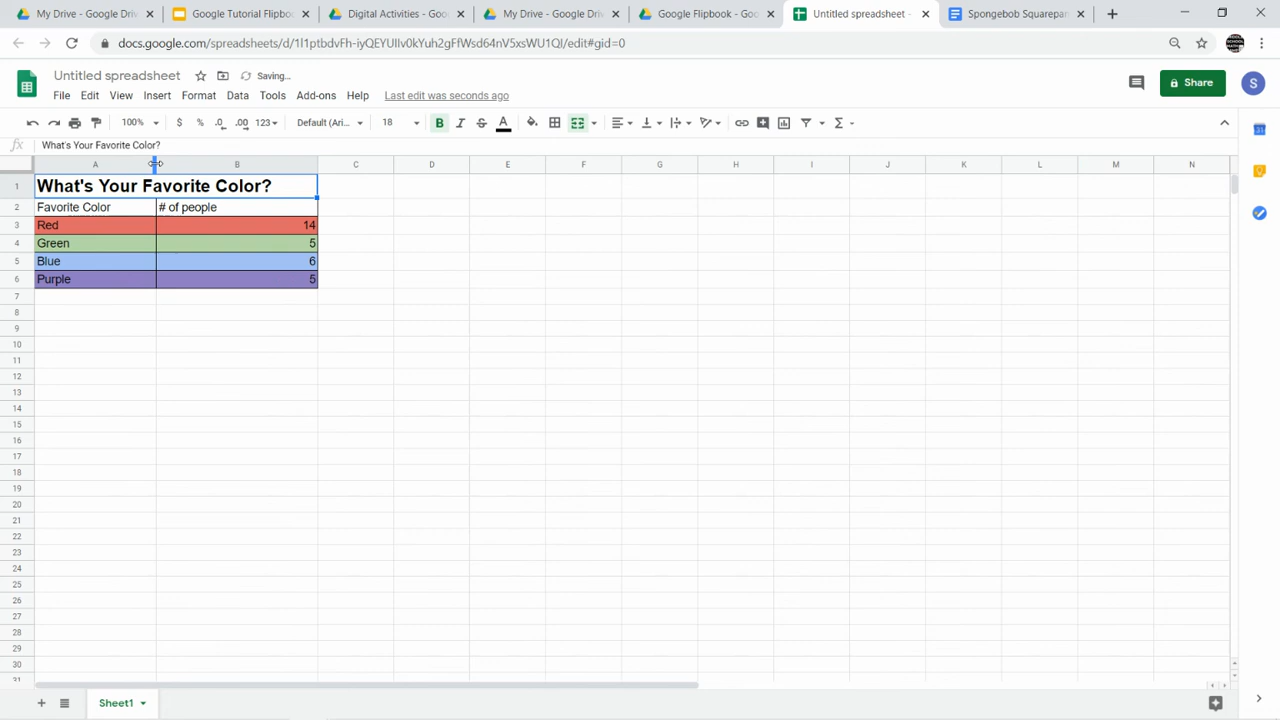 My Drive - Google Dri
Google Tutorial Flipbo
Digital Activities - Go
My Drive - Google Dri
Google Flipbook - Go
Untitled spreadsheet -
Spongebob Squarepan
docs.google.com/spreadsheets/d/1I1ptbdvFh-iyQEYUIIv0kYuh2gFfWsd64nV5xxWU1QI/edit#gid=0
Untitled spreadsheet
Saving...
File Edit View Insert Format Data Tools Add-ons Help Last edit was seconds ago
Share
S
100% $ % .0 .00 123 Default (Ari... 18 B I S A
fx What's Your Favorite Color?
A B C D E F G H I J K L M N
1 What's Your Favorite Color?
2 Favorite Color # of people
3 Red 14
4 Green 5
5 Blue 6
6 Purple 5
7
8
9
10
11
12
13
14
15
16
17
18
19
20
21
22
23
24
25
26
27
28
29
30
31
Sheet1